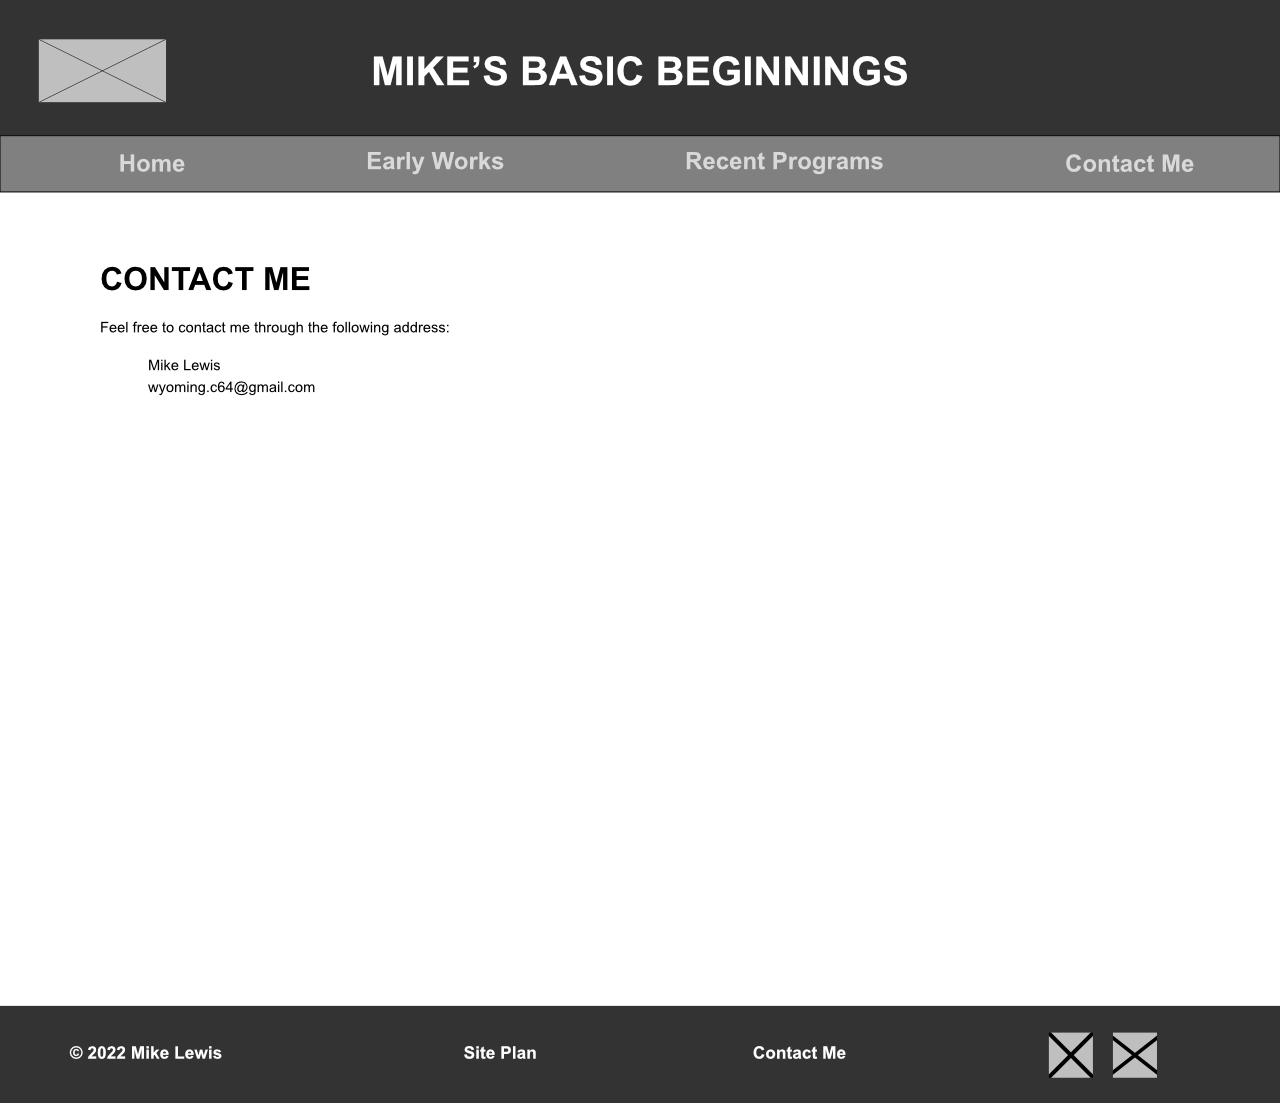 MIKE’S BASIC BEGINNINGS
Home Early Works Recent Programs Contact Me
CONTACT ME
Feel free to contact me through the following address:
Mike Lewis
wyoming.c64@gmail.com
© 2022 Mike Lewis Site Plan Contact Me